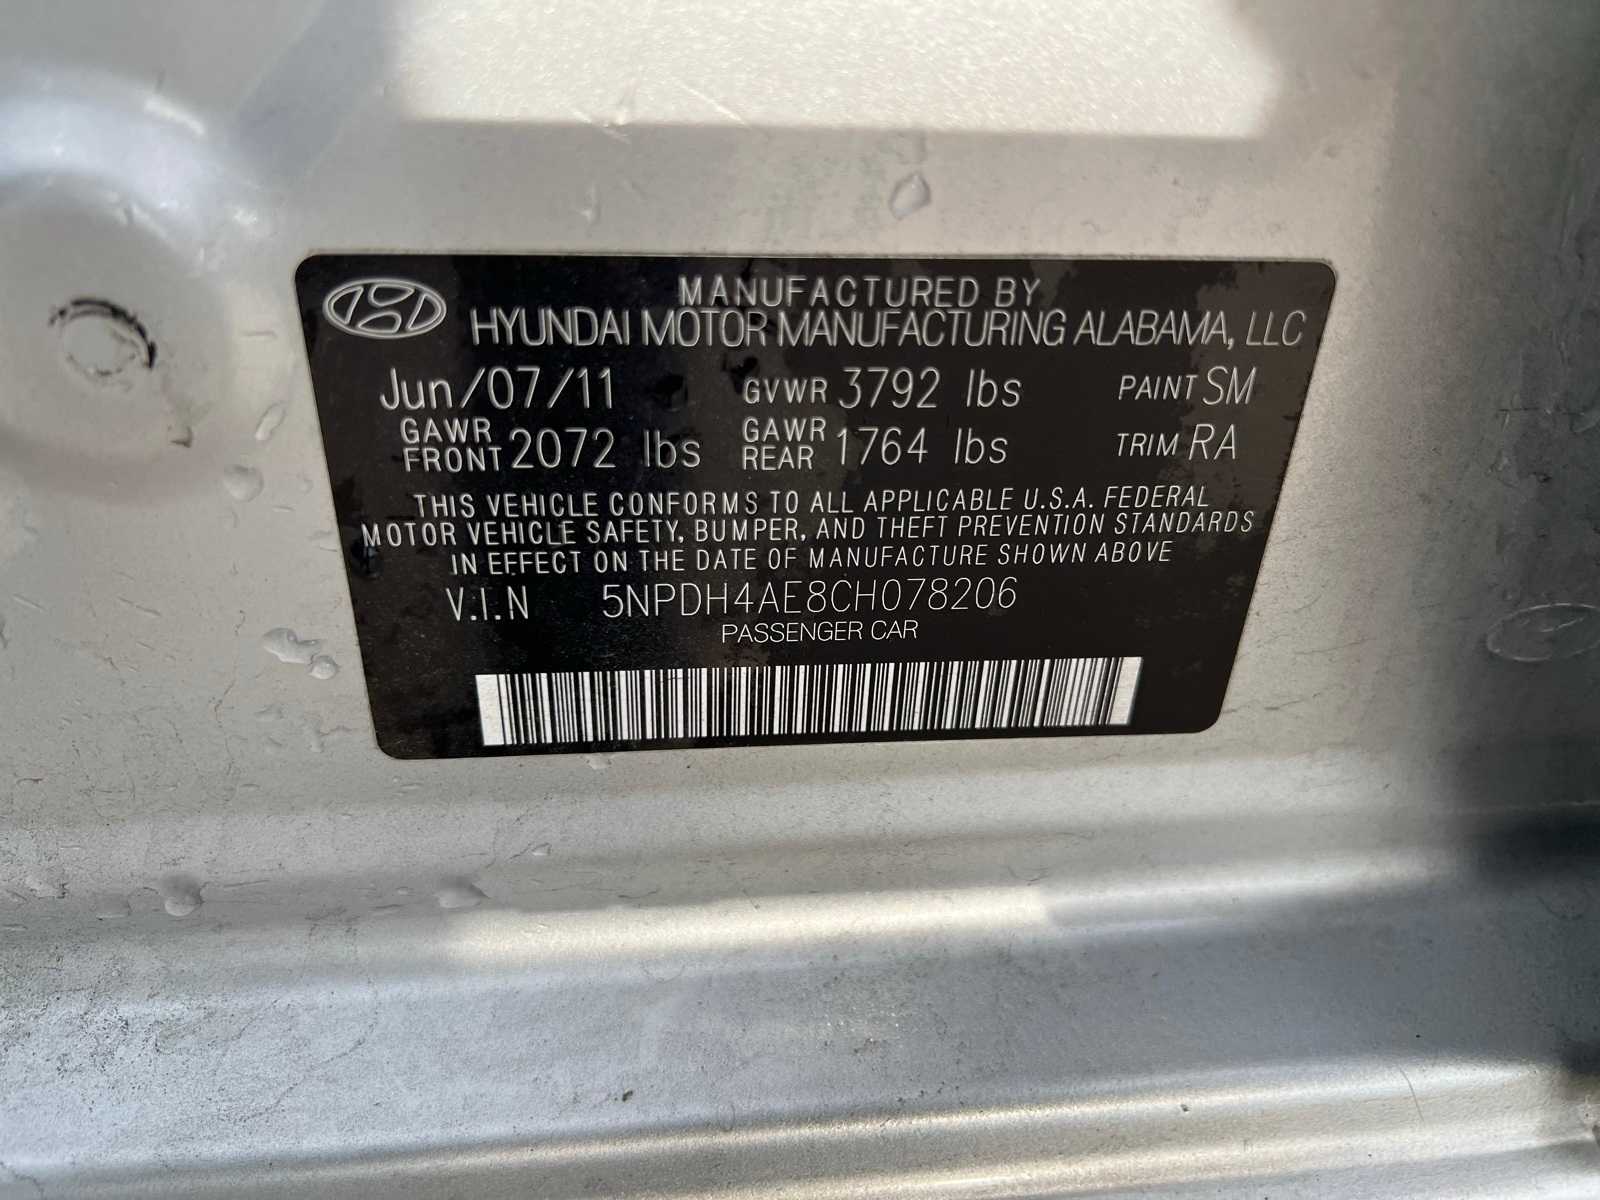 MANUFACTURED BY
HYUNDAI MOTOR MANUFACTURING ALABAMA, LLC
Jun/07/11 GVWR 3792 lbs PAINT SM
GAWR FRONT 2072 lbs GAWR REAR 1764 lbs TRIM RA
THIS VEHICLE CONFORMS TO ALL APPLICABLE U.S.A. FEDERAL
MOTOR VEHICLE SAFETY, BUMPER, AND THEFT PREVENTION STANDARDS
IN EFFECT ON THE DATE OF MANUFACTURE SHOWN ABOVE
V.I.N 5NPDH4AE8CH078206
PASSENGER CAR